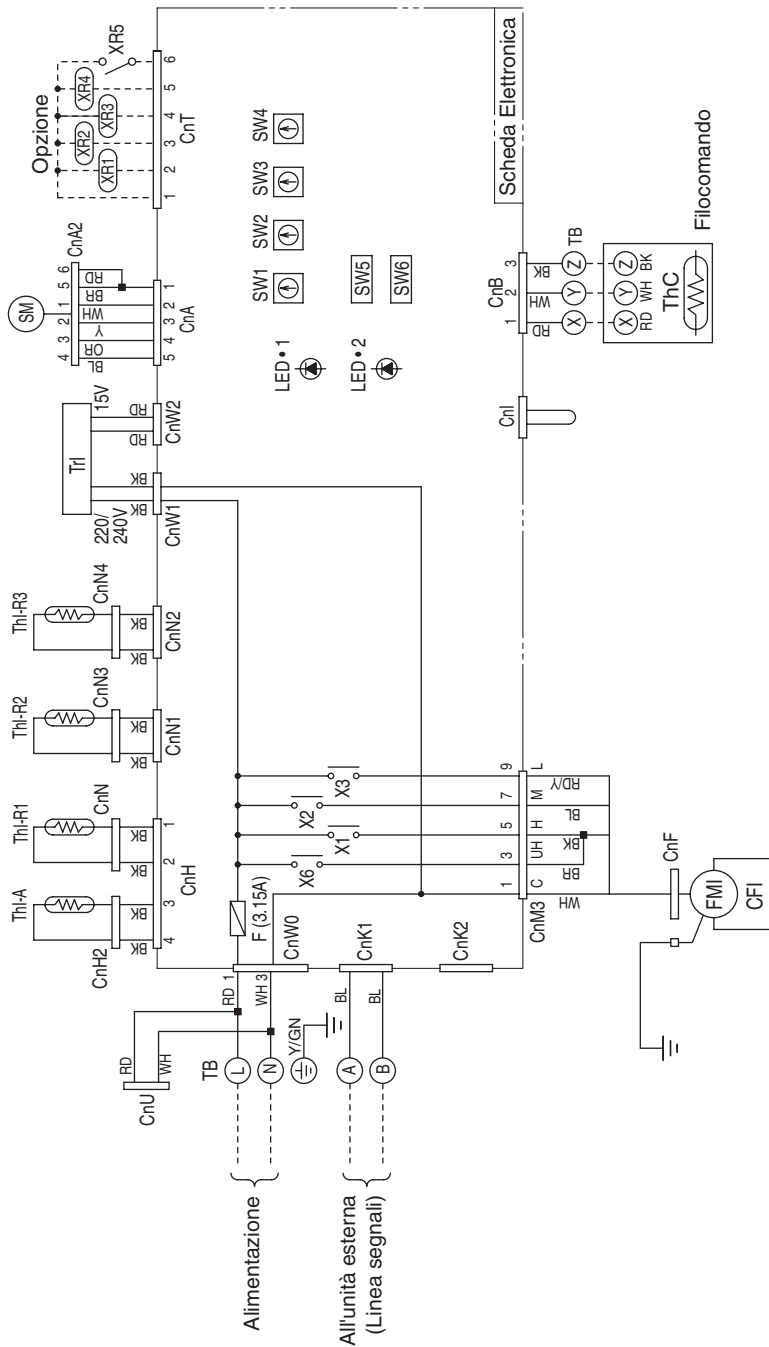 Opzione
XR1
XR2
XR3
XR4
XR5
1
2
3
4
5
6
CnT
SM
CnA2
4
3
2
1
5
6
BL
OR
Y
WH
BR
RD
5
4
3
2
1
CnA
TrI
220/
240V
15V
BK
BK
RD
RD
CnW1
CnW2
ThI-A
ThI-R1
ThI-R2
ThI-R3
CnH2
CnN
CnN3
CnN4
BK
BK
BK
BK
BK
BK
BK
BK
4
3
2
1
CnH
CnN1
CnN2
SW1
SW2
SW3
SW4
SW5
SW6
LED•1
LED•2
Scheda Elettronica
F (3.15A)
X6
X1
X2
X3
CnU
RD
WH
RD 1
WH 3
CnW0
TB
L
N
Y/GN
Alimentazione
A
B
BL
BL
CnK1
CnK2
All'unità esterna
(Linea segnali)
CnM3
1
3
5
7
9
C
UH
H
M
L
WH
BR
BK
BL
RD/Y
CnF
FMI
CFI
CnI
CnB
1
2
3
RD
WH
BK
TB
X
Y
Z
X
Y
Z
RD
WH
BK
ThC
Filocomando